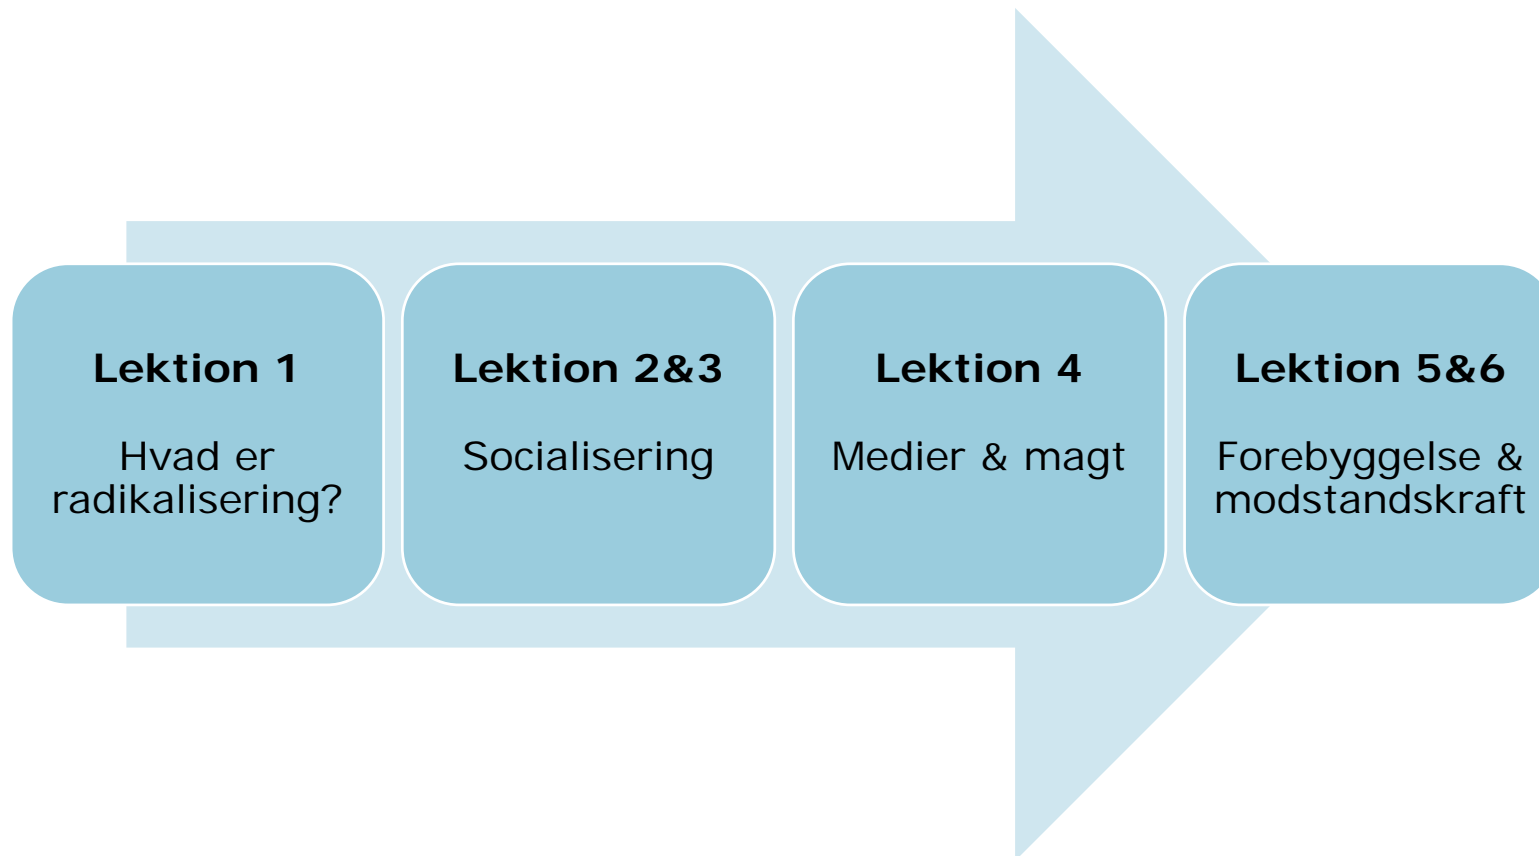 Lektion 1
Hvad er
radikalisering?
Lektion 2&3
Socialisering
Lektion 4
Medier & magt
Lektion 5&6
Forebyggelse &
modstandskraft